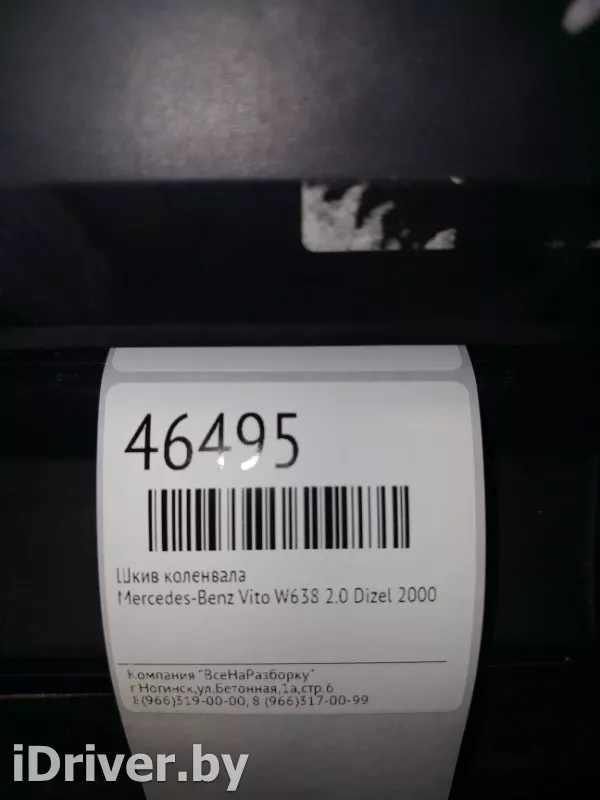 46495
Шкив коленвала
Mercedes-Benz Vito W638 2.0 Dizel 2000
Компания "ВсеНаРазборку"
г Ногинск,ул.Бетонная,1а,стр.6
8(966)319-00-00, 8 (966)317-00-99
iDriver.by